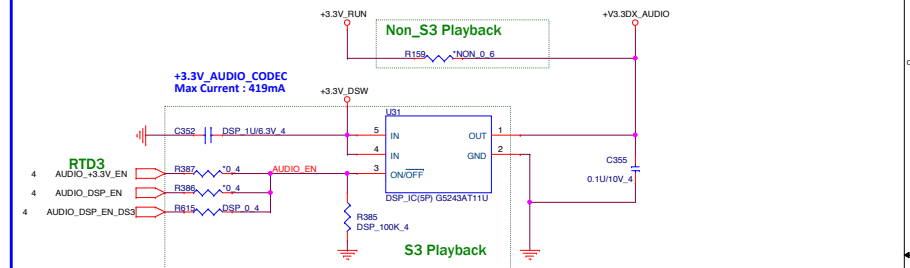 +3.3V_RUN
+V3.3DX_AUDIO
Non_S3 Playback
R159
*NON_0_6
+3.3V_AUDIO_CODEC
Max Current : 419mA
+3.3V_DSW
U31
C352
DSP_1U/6.3V_4
5
IN
OUT
1
4
IN
GND
2
3
ON/OFF
RTD3
4
AUDIO_+3.3V_EN
R387
*0_4
AUDIO_EN
4
AUDIO_DSP_EN
R386
*0_4
4
AUDIO_DSP_EN_DS3
R615
DSP_0_4
DSP_IC(5P) G5243AT11U
C355
0.1U/10V_4
R385
DSP_100K_4
S3 Playback